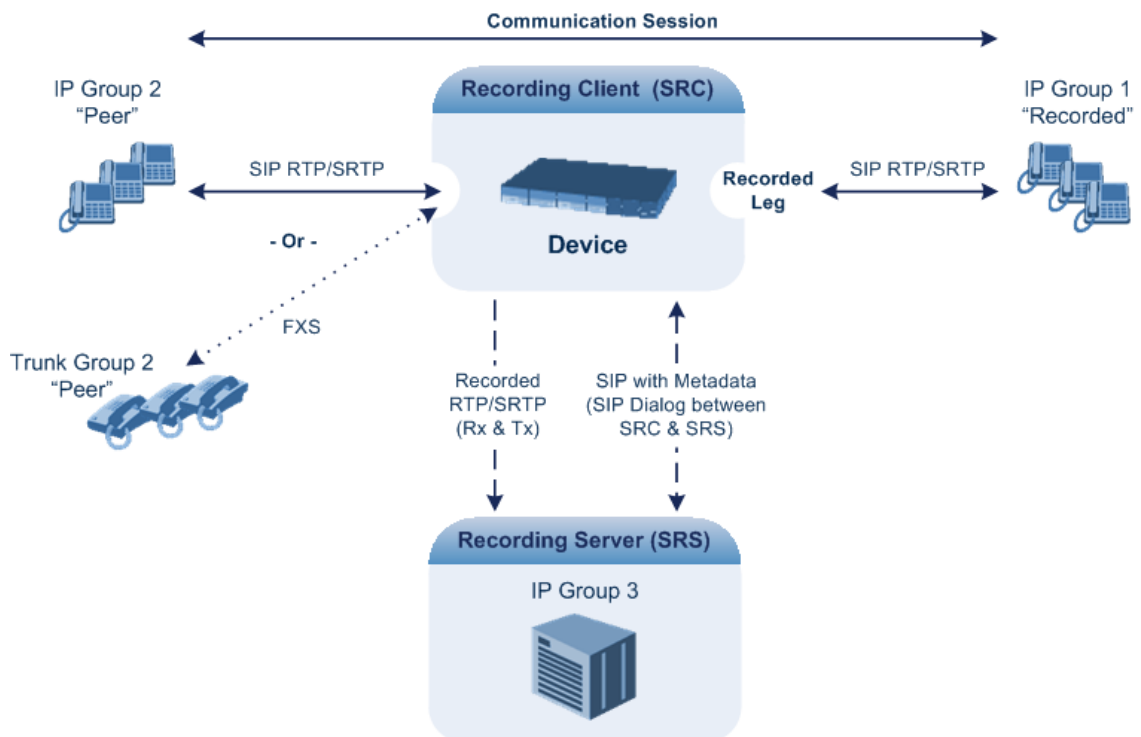 Communication Session
IP Group 2
“Peer”
Recording Client (SRC)
IP Group 1
“Recorded”
SIP RTP/SRTP
Recorded
Leg
SIP RTP/SRTP
Device
- Or -
FXS
Trunk Group 2
“Peer”
Recorded
RTP/SRTP
(Rx & Tx)
SIP with Metadata
(SIP Dialog between
SRC & SRS)
Recording Server (SRS)
IP Group 3